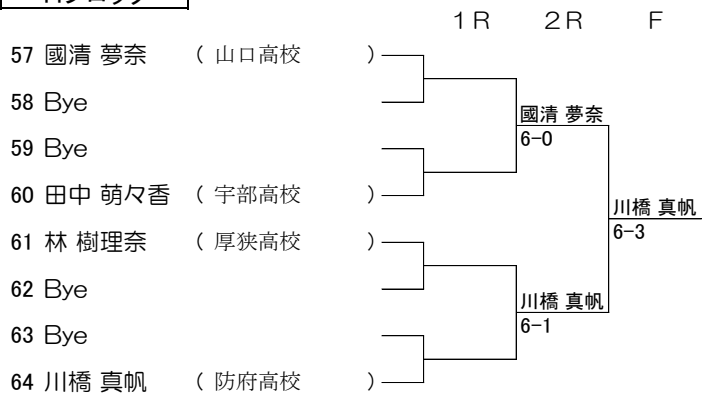 1R 2R F
57 國清 夢奈 ( 山口高校 )
58 Bye
國清 夢奈
6-0
59 Bye
60 田中 萌々香 ( 宇部高校 )
川橋 真帆
6-3
61 林 樹理奈 ( 厚狭高校 )
62 Bye
川橋 真帆
6-1
63 Bye
64 川橋 真帆 ( 防府高校 )